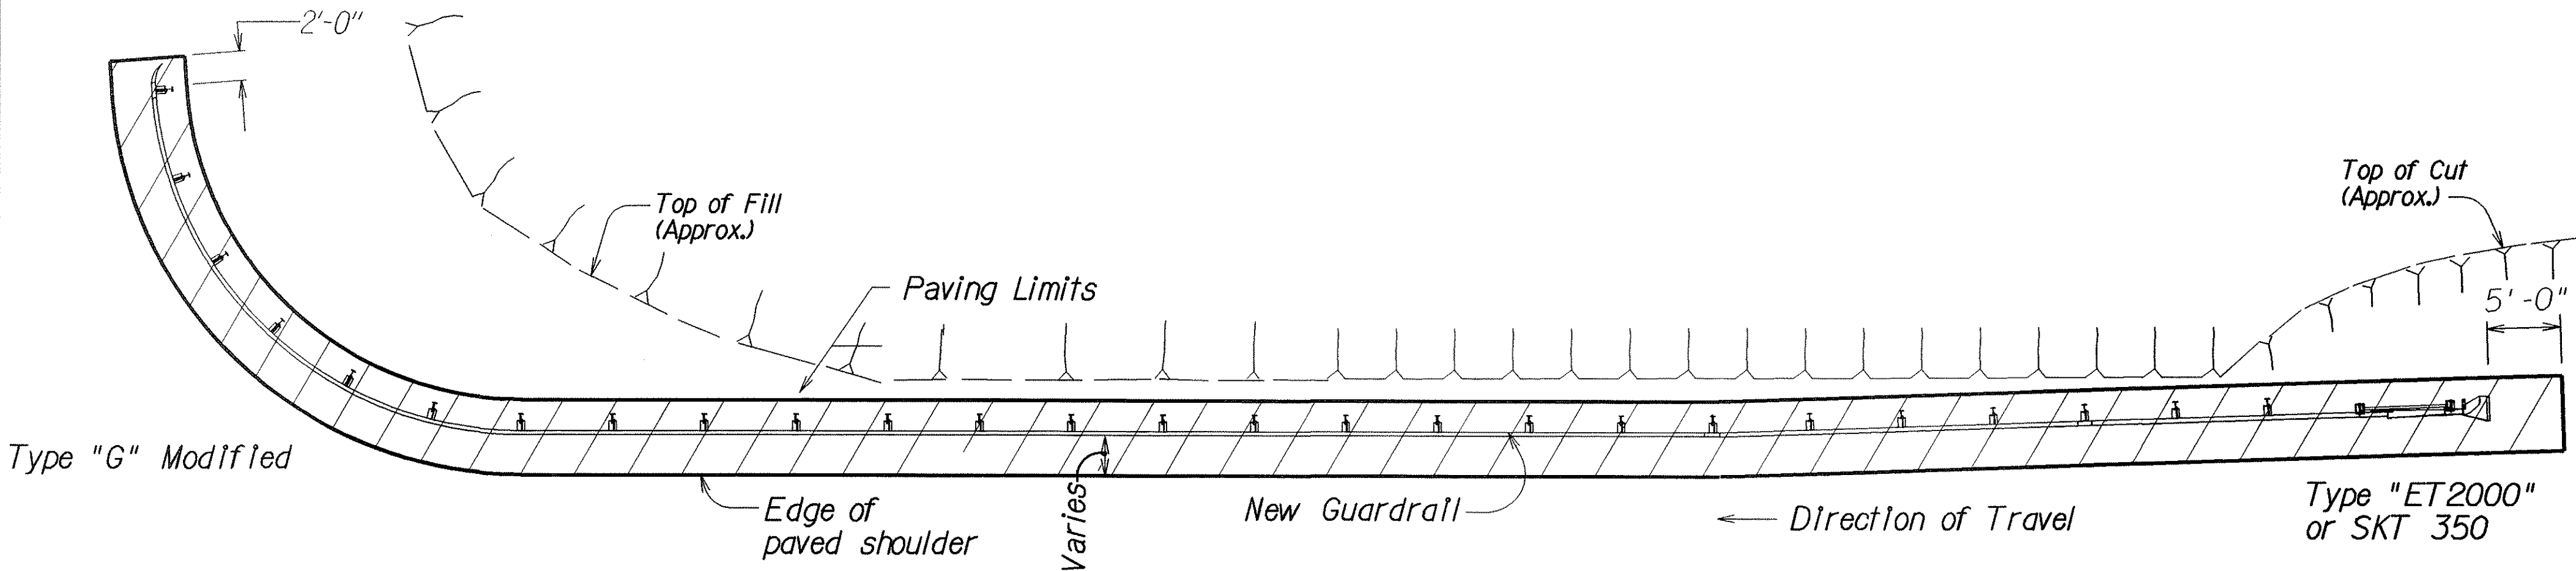 2'-0"
Top of Fill
(Approx.)
Top of Cut
(Approx.)
Paving Limits
5'-0"
Type "G" Modified
Edge of
paved shoulder
Varies
New Guardrail
Direction of Travel
Type "ET2000"
or SKT 350